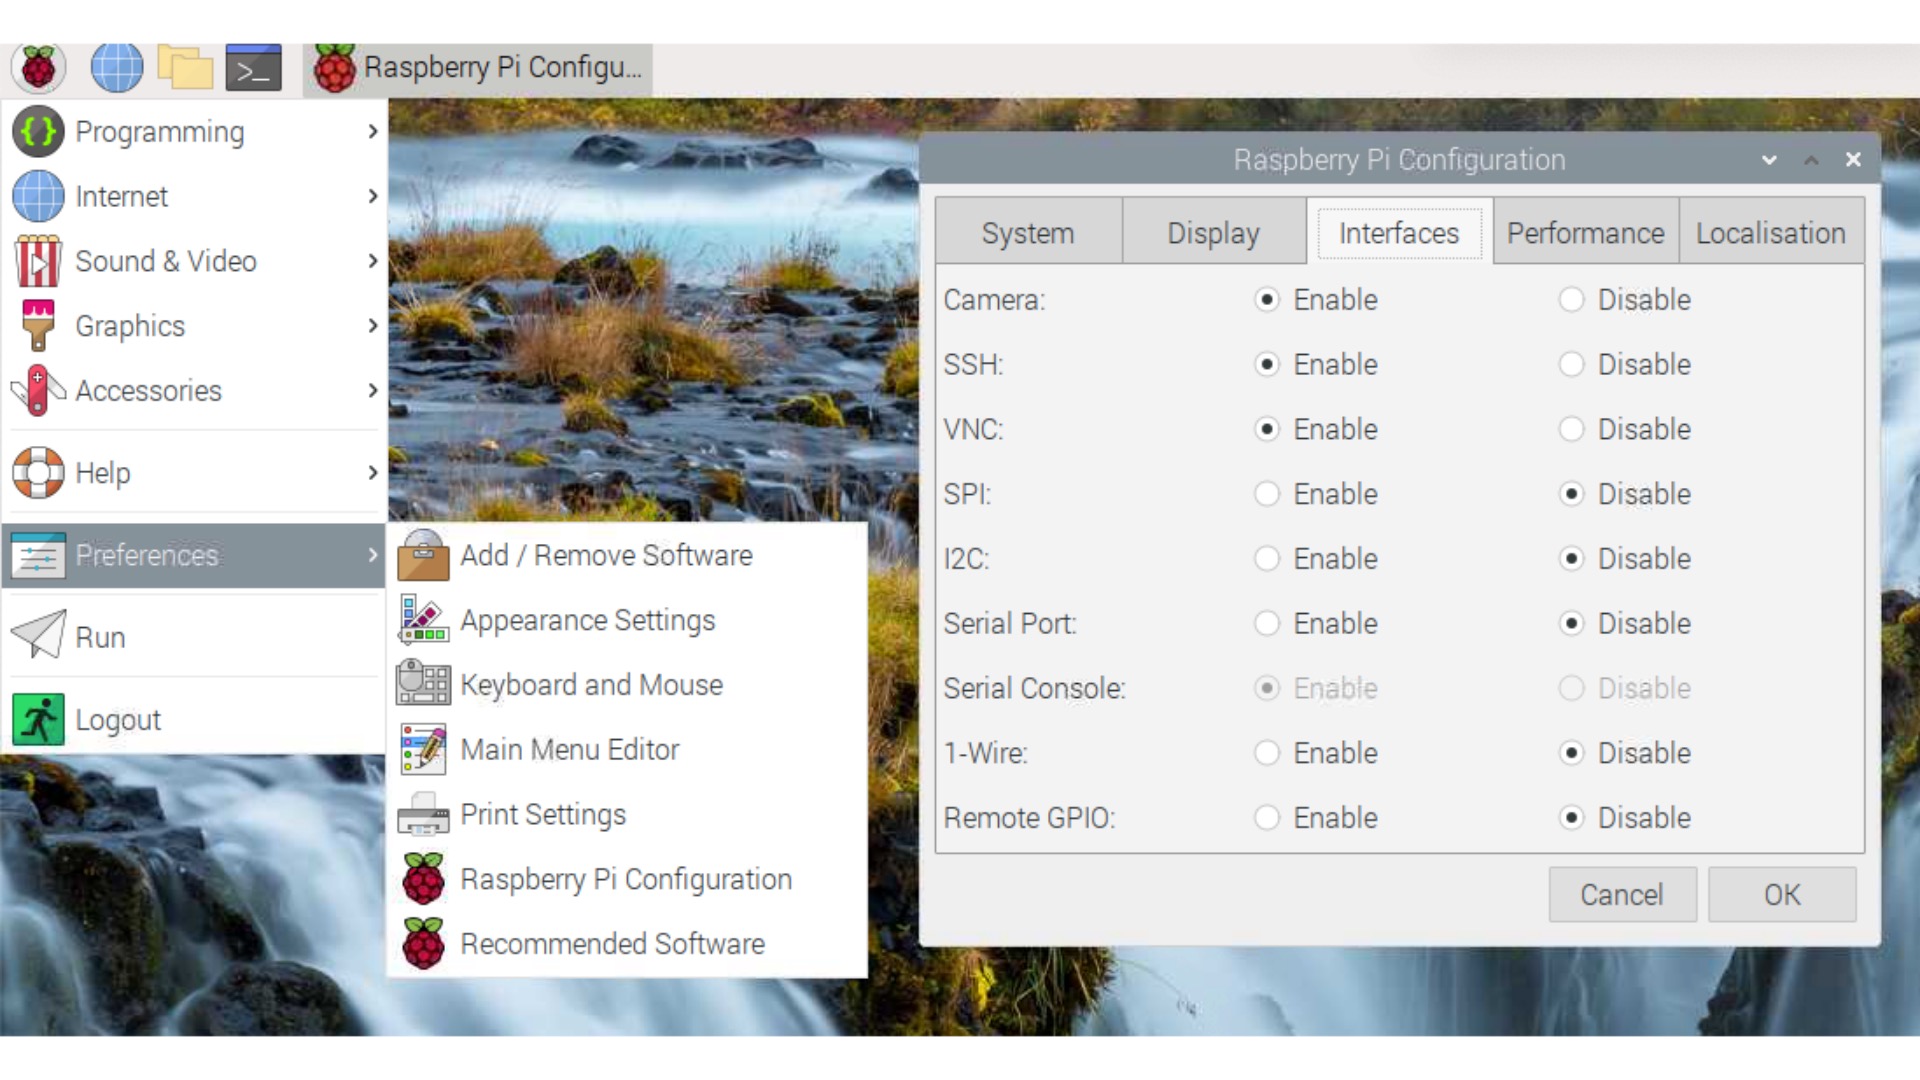 Raspberry Pi Configu...
Programming
Internet
Sound & Video
Graphics
Accessories
Help
Preferences
Run
Logout
Add / Remove Software
Appearance Settings
Keyboard and Mouse
Main Menu Editor
Print Settings
Raspberry Pi Configuration
Recommended Software
Raspberry Pi Configuration
System Display Interfaces Performance Localisation
Camera: Enable Disable
SSH: Enable Disable
VNC: Enable Disable
SPI: Enable Disable
I2C: Enable Disable
Serial Port: Enable Disable
Serial Console: Enable Disable
1-Wire: Enable Disable
Remote GPIO: Enable Disable
Cancel OK